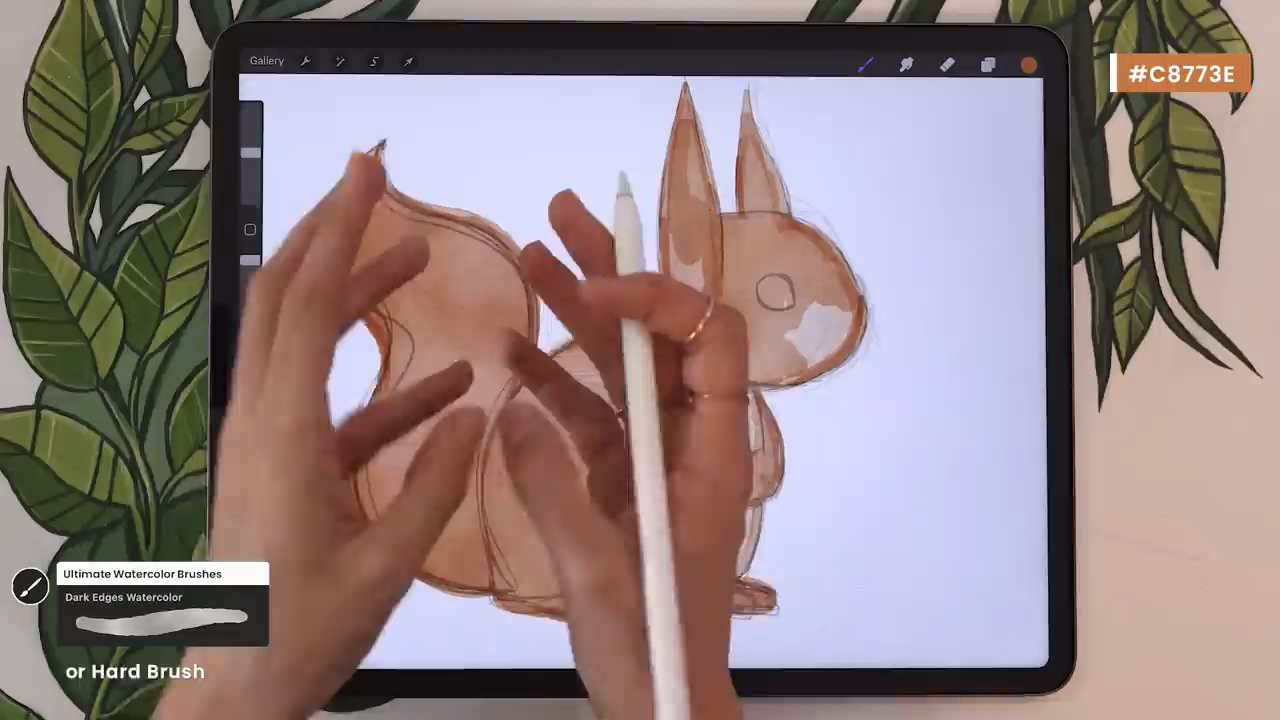 Gallery
#C8773E
Ultimate Watercolor Brushes
Dark Edges Watercolor
or Hard Brush